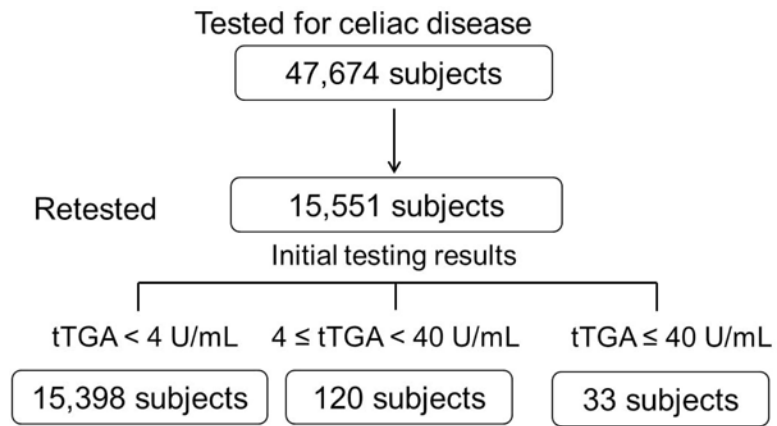 Tested for celiac disease
47,674 subjects
Retested
15,551 subjects
Initial testing results
tTGA < 4 U/mL
4 ≤ tTGA < 40 U/mL
tTGA ≤ 40 U/mL
15,398 subjects
120 subjects
33 subjects